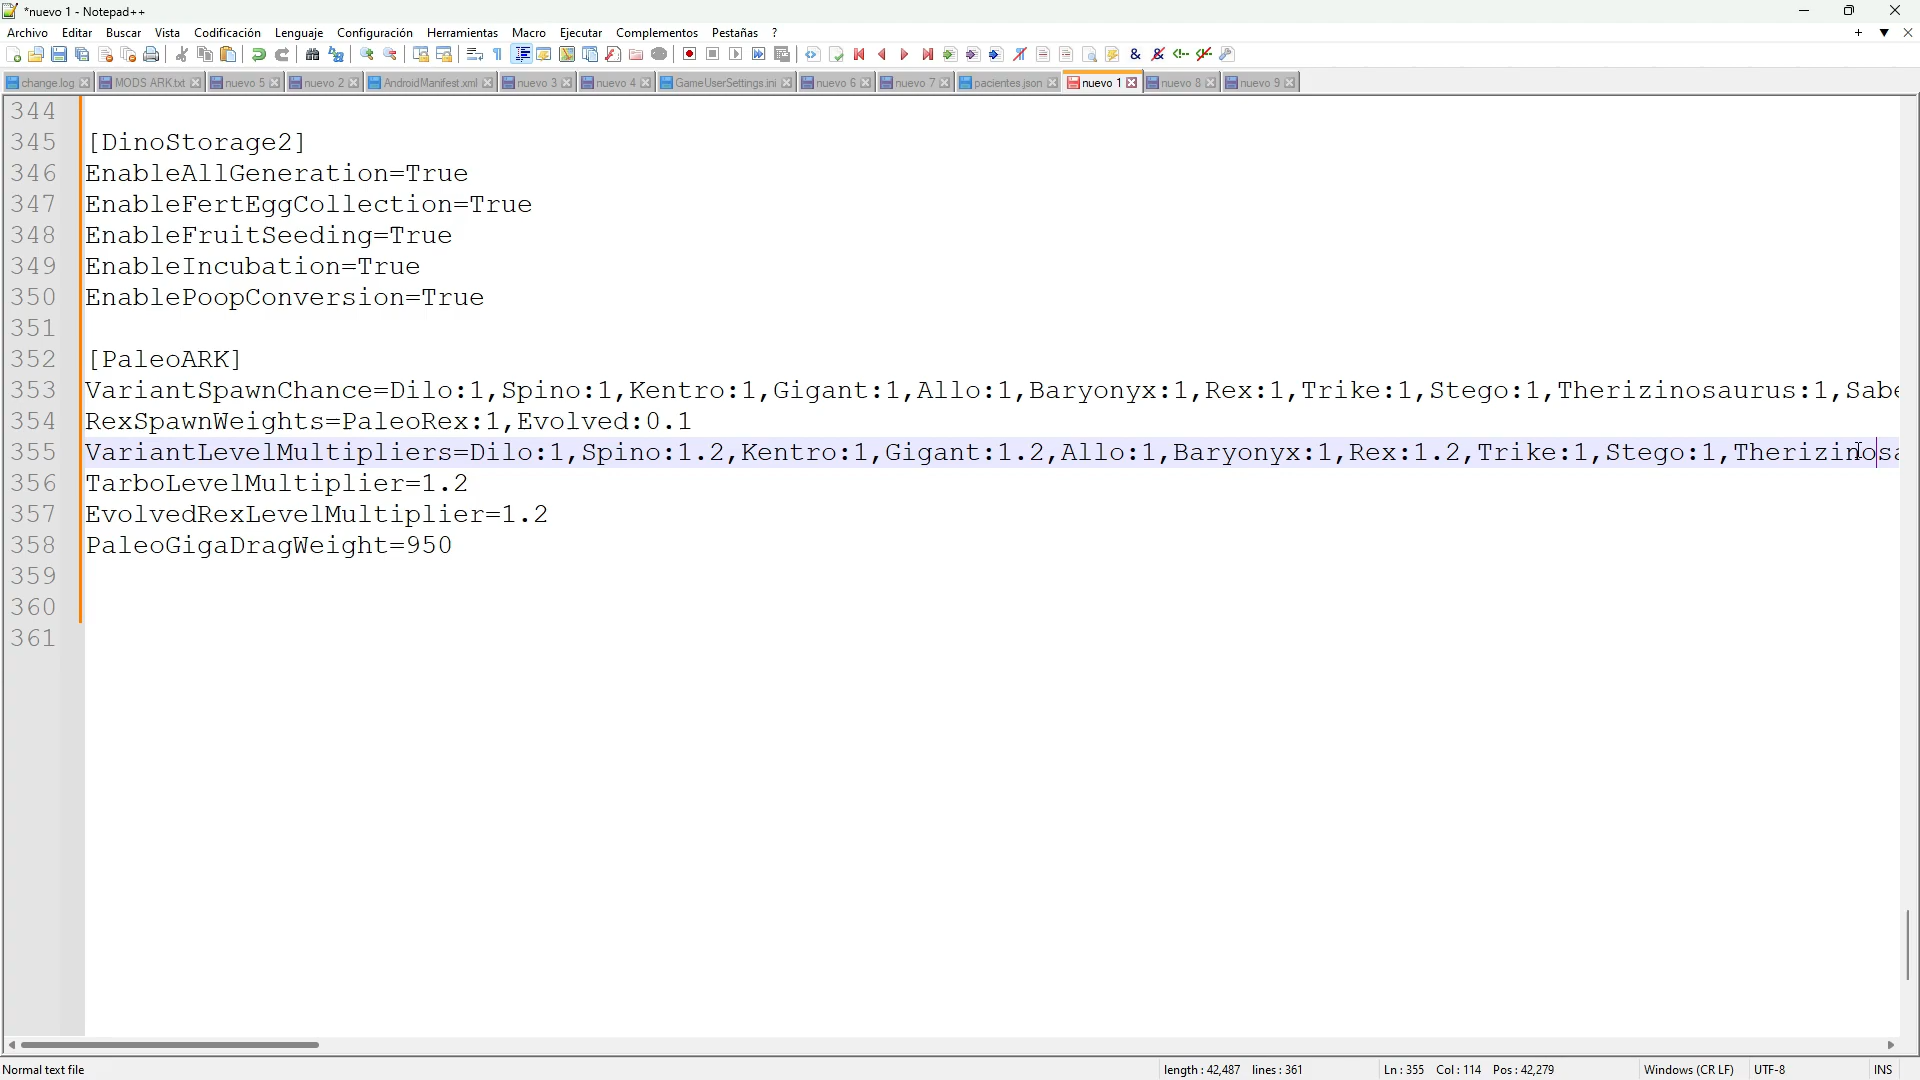 *nuevo 1 - Notepad++
Archivo Editar Buscar Vista Codificación Lenguaje Configuración Herramientas Macro Ejecutar Complementos Pestañas ?
change.log MODS ARK.txt nuevo 5 nuevo 2 AndroidManifest.xml nuevo 3 nuevo 4 GameUserSettings.ini nuevo 6 nuevo 7 pacientes.json nuevo 1 nuevo 8 nuevo 9
344
345 [DinoStorage2]
346 EnableAllGeneration=True
347 EnableFertEggCollection=True
348 EnableFruitSeeding=True
349 EnableIncubation=True
350 EnablePoopConversion=True
351
352 [PaleoARK]
353 VariantSpawnChance=Dilo:1,Spino:1,Kentro:1,Gigant:1,Allo:1,Baryonyx:1,Rex:1,Trike:1,Stego:1,Therizinosaurus:1,Sabe
354 RexSpawnWeights=PaleoRex:1,Evolved:0.1
355 VariantLevelMultipliers=Dilo:1,Spino:1.2,Kentro:1,Gigant:1.2,Allo:1,Baryonyx:1,Rex:1.2,Trike:1,Stego:1,Therizinosa
356 TarboLevelMultiplier=1.2
357 EvolvedRexLevelMultiplier=1.2
358 PaleoGigaDragWeight=950
359
360
361
Normal text file length : 42,487 lines : 361 Ln : 355 Col : 114 Pos : 42,279 Windows (CR LF) UTF-8 INS